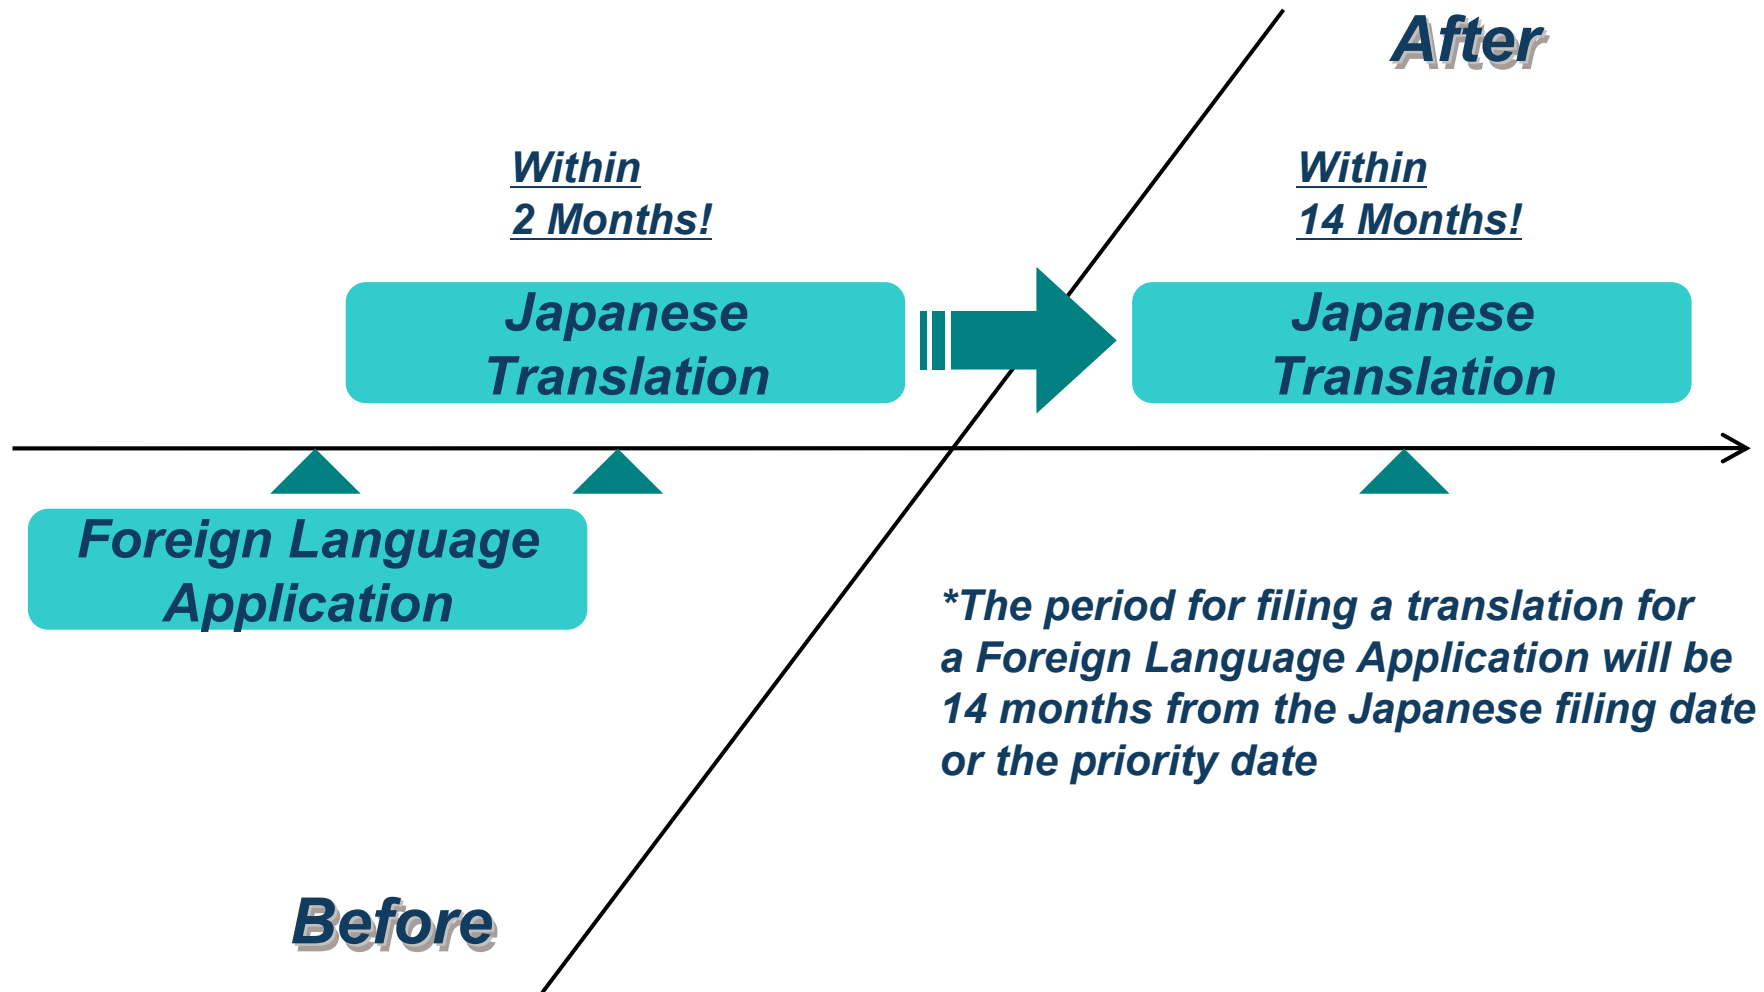 After
Within
2 Months!
Within
14 Months!
Japanese
Translation
Japanese
Translation
Foreign Language
Application
*The period for filing a translation for
a Foreign Language Application will be
14 months from the Japanese filing date
or the priority date
Before